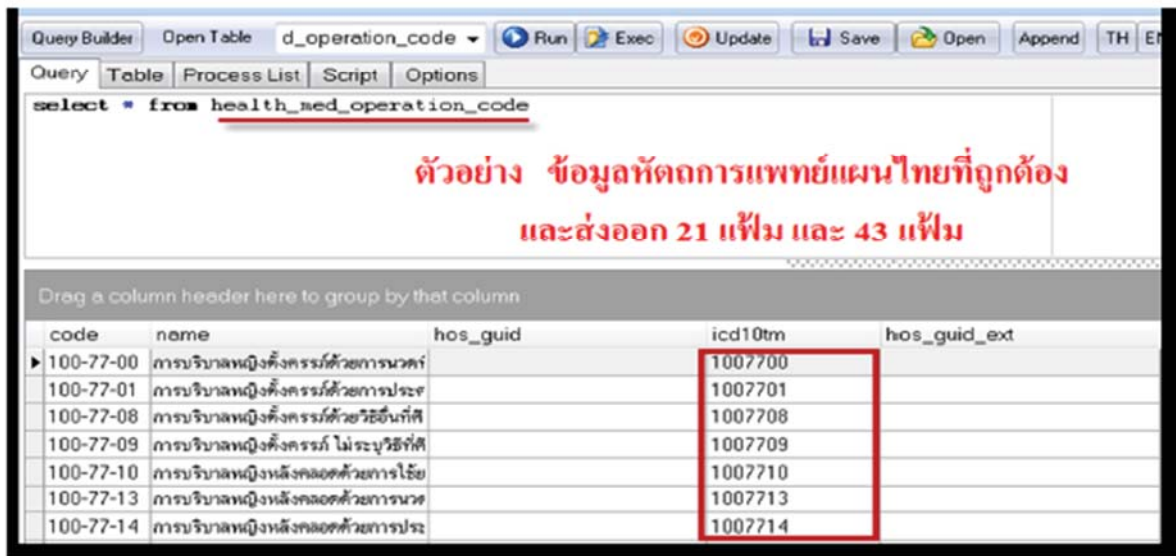 Query Builder Open Table d_operation_code Run Exec Update Save Open Append TH
Query Table Process List Script Options
select * from health_med_operation_code
ตัวอย่าง ข้อมูลหัตถการแพทย์แผนไทยที่ถูกต้อง
และส่งออก 21 แฟ้ม และ 43 แฟ้ม
Drag a column header here to group by that column
code name hos_guid icd10tm hos_guid_ext
100-77-00 การบริบาลหญิงตั้งครรภ์ด้วยการนวด 1007700
100-77-01 การบริบาลหญิงตั้งครรภ์ด้วยการประ 1007701
100-77-08 การบริบาลหญิงตั้งครรภ์ด้วยวิธีอื่นที่ 1007708
100-77-09 การบริบาลหญิงตั้งครรภ์ ไม่ระบุวิธีที่ 1007709
100-77-10 การบริบาลหญิงหลังคลอดด้วยการใช้ย 1007710
100-77-13 การบริบาลหญิงหลังคลอดด้วยการนว 1007713
100-77-14 การบริบาลหญิงหลังคลอดด้วยการประ 1007714